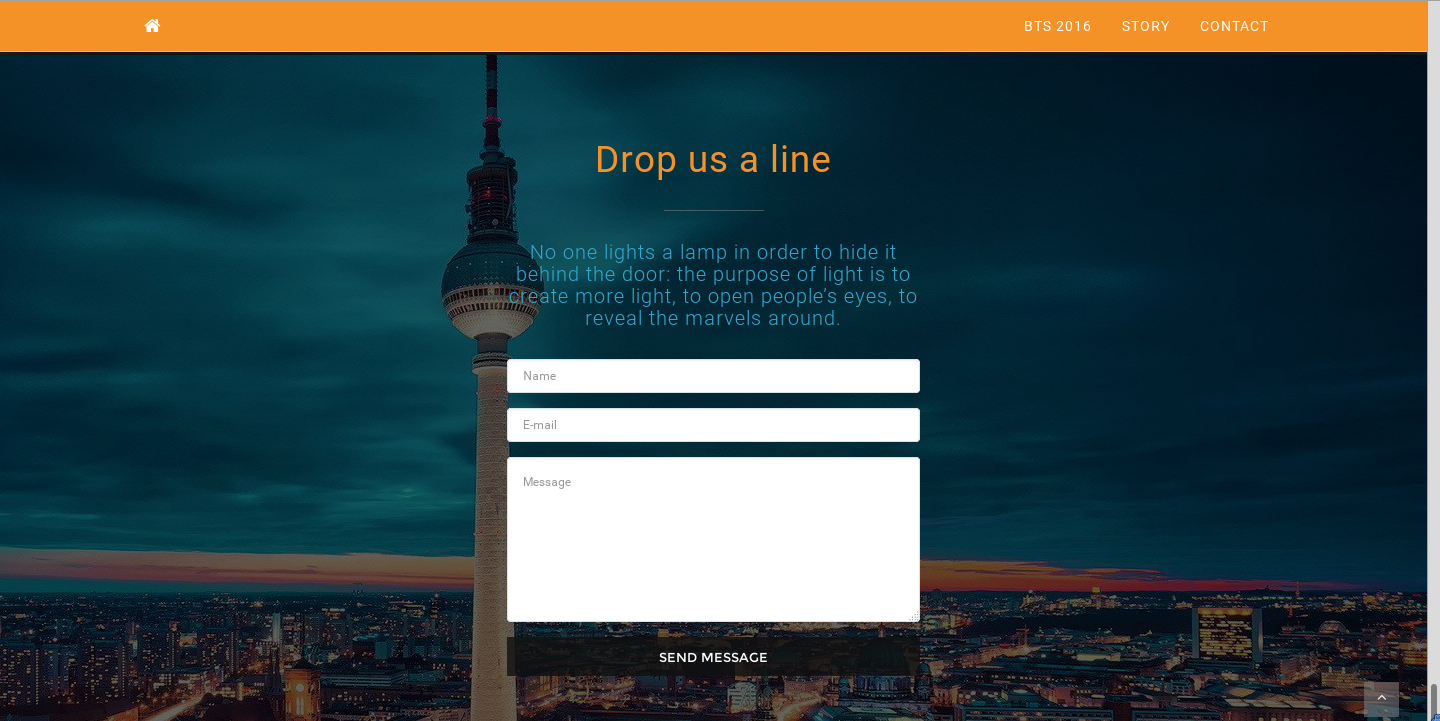 BTS 2016 STORY CONTACT
Drop us a line
No one lights a lamp in order to hide it
behind the door: the purpose of light is to
create more light, to open people’s eyes, to
reveal the marvels around.
Name
E-mail
Message
SEND MESSAGE